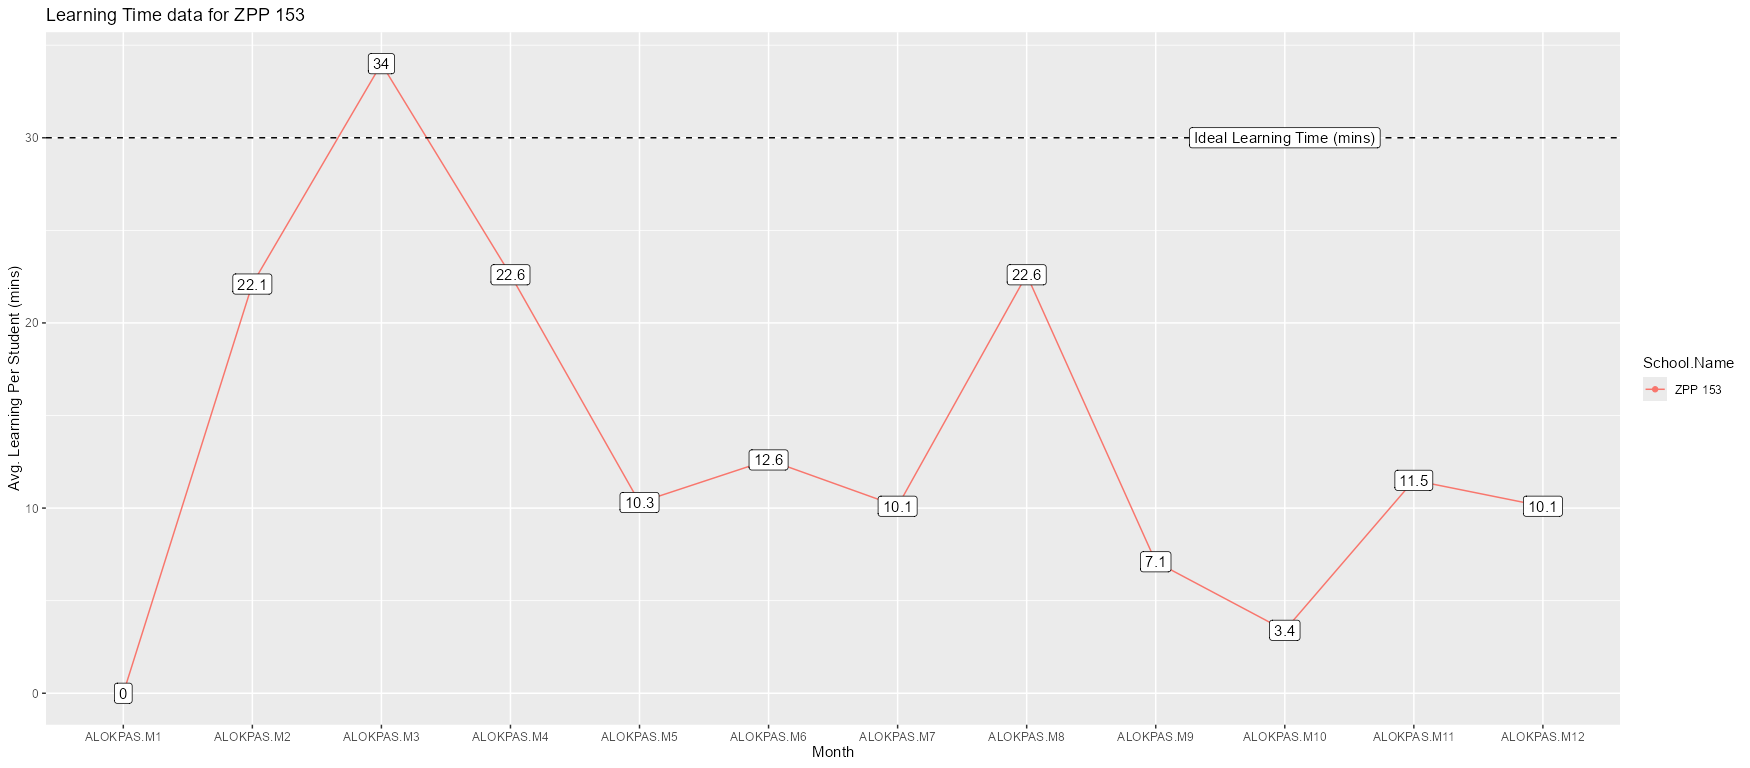 Learning Time data for ZPP 153
34
30
Ideal Learning Time (mins)
22.1
22.6
22.6
20
Avg. Learning Per Student (mins)
School.Name
ZPP 153
12.6
11.5
10.3
10.1
10.1
10
7.1
3.4
0
0
ALOKPAS.M1 ALOKPAS.M2 ALOKPAS.M3 ALOKPAS.M4 ALOKPAS.M5 ALOKPAS.M6 ALOKPAS.M7 ALOKPAS.M8 ALOKPAS.M9 ALOKPAS.M10 ALOKPAS.M11 ALOKPAS.M12
Month